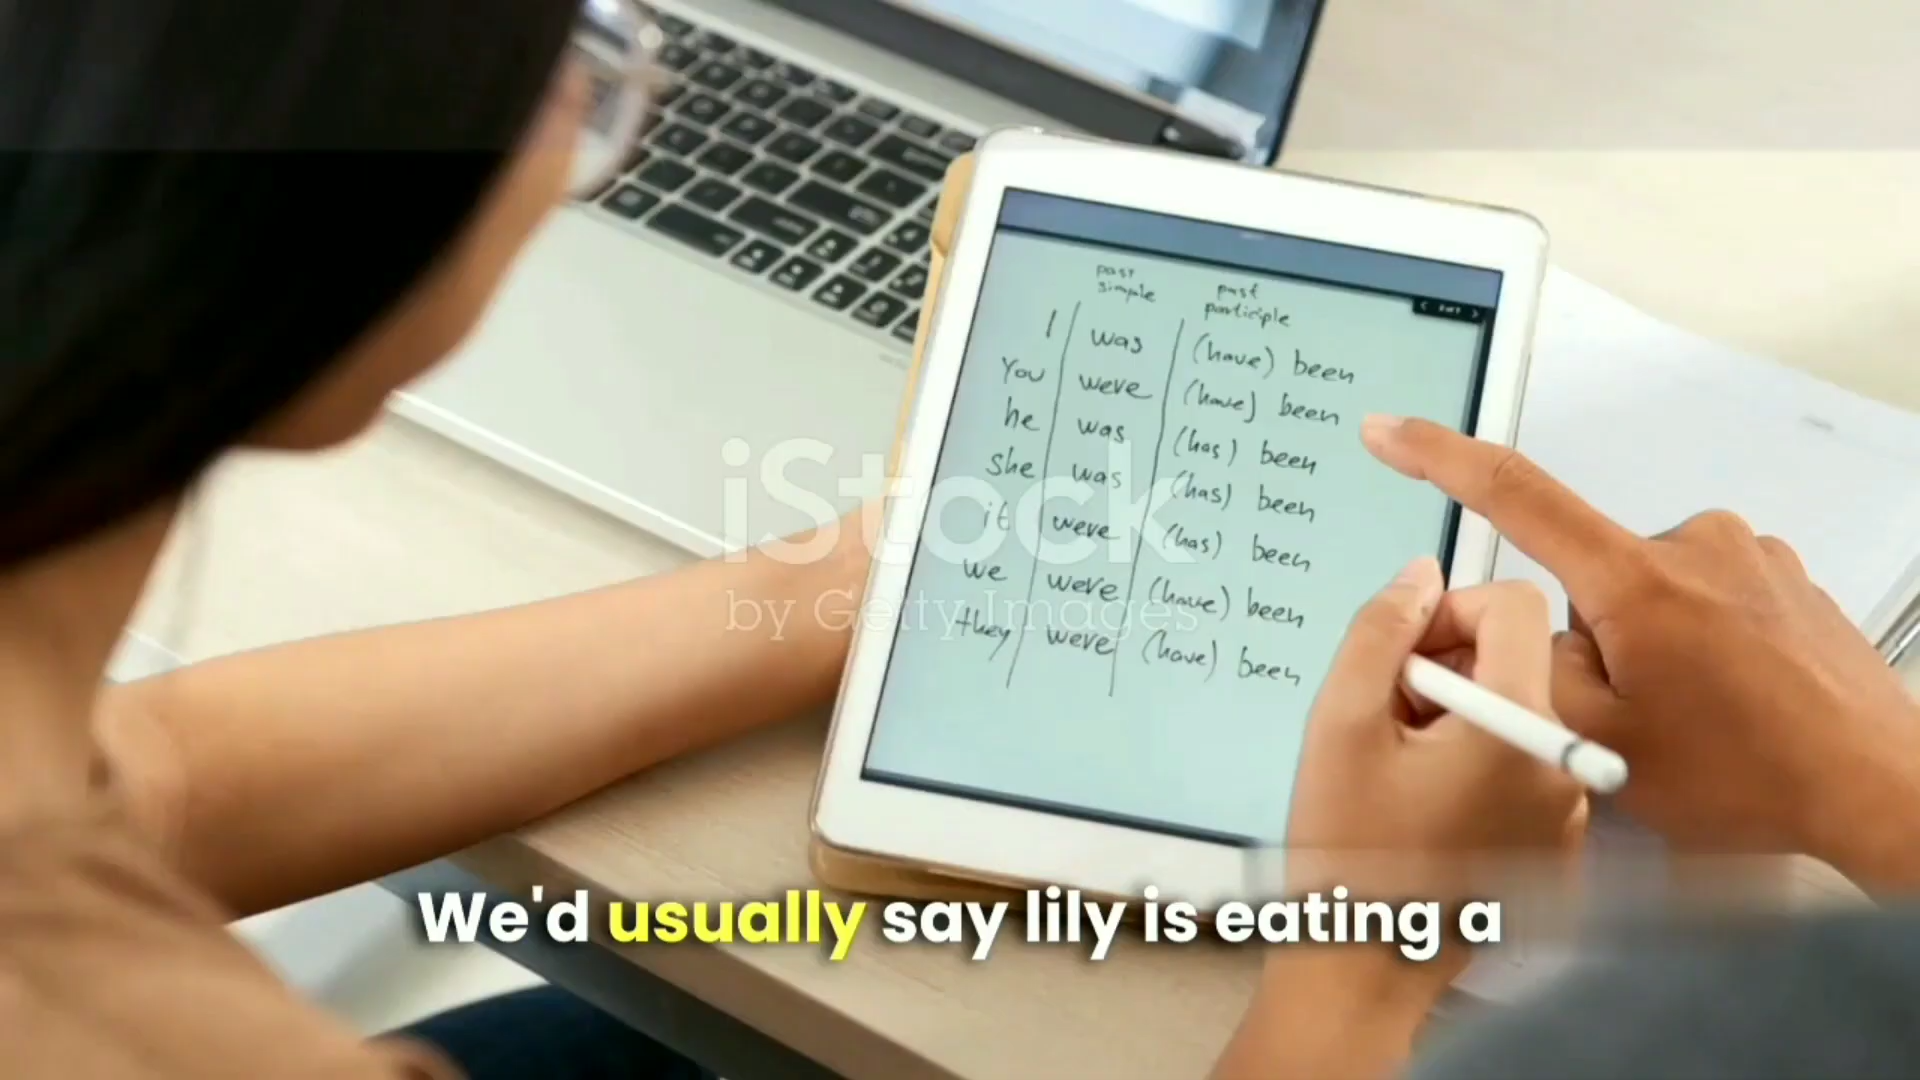 past
simple
past
participle
I was (have) been
You were (have) been
he was (has) been
she was (has) been
it were (has) been
we were (have) been
they were (have) been
iStock
by Getty Images
We'd usually say lily is eating a